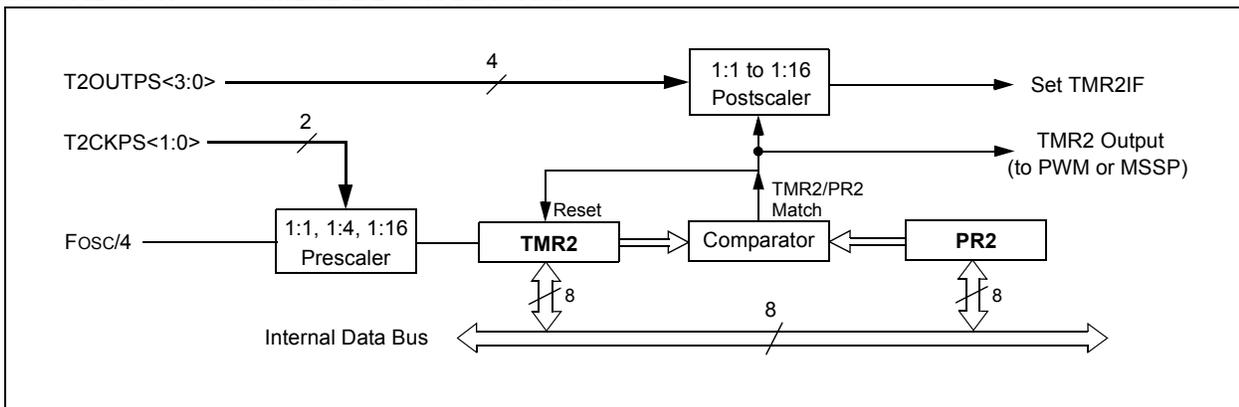 4
1:1 to 1:16
Postscaler
T2OUTPS<3:0>
Set TMR2IF
2
T2CKPS<1:0>
TMR2 Output
(to PWM or MSSP)
TMR2/PR2
Match
Reset
1:1, 1:4, 1:16
Prescaler
FOSC/4
TMR2
Comparator
PR2
8
8
8
Internal Data Bus